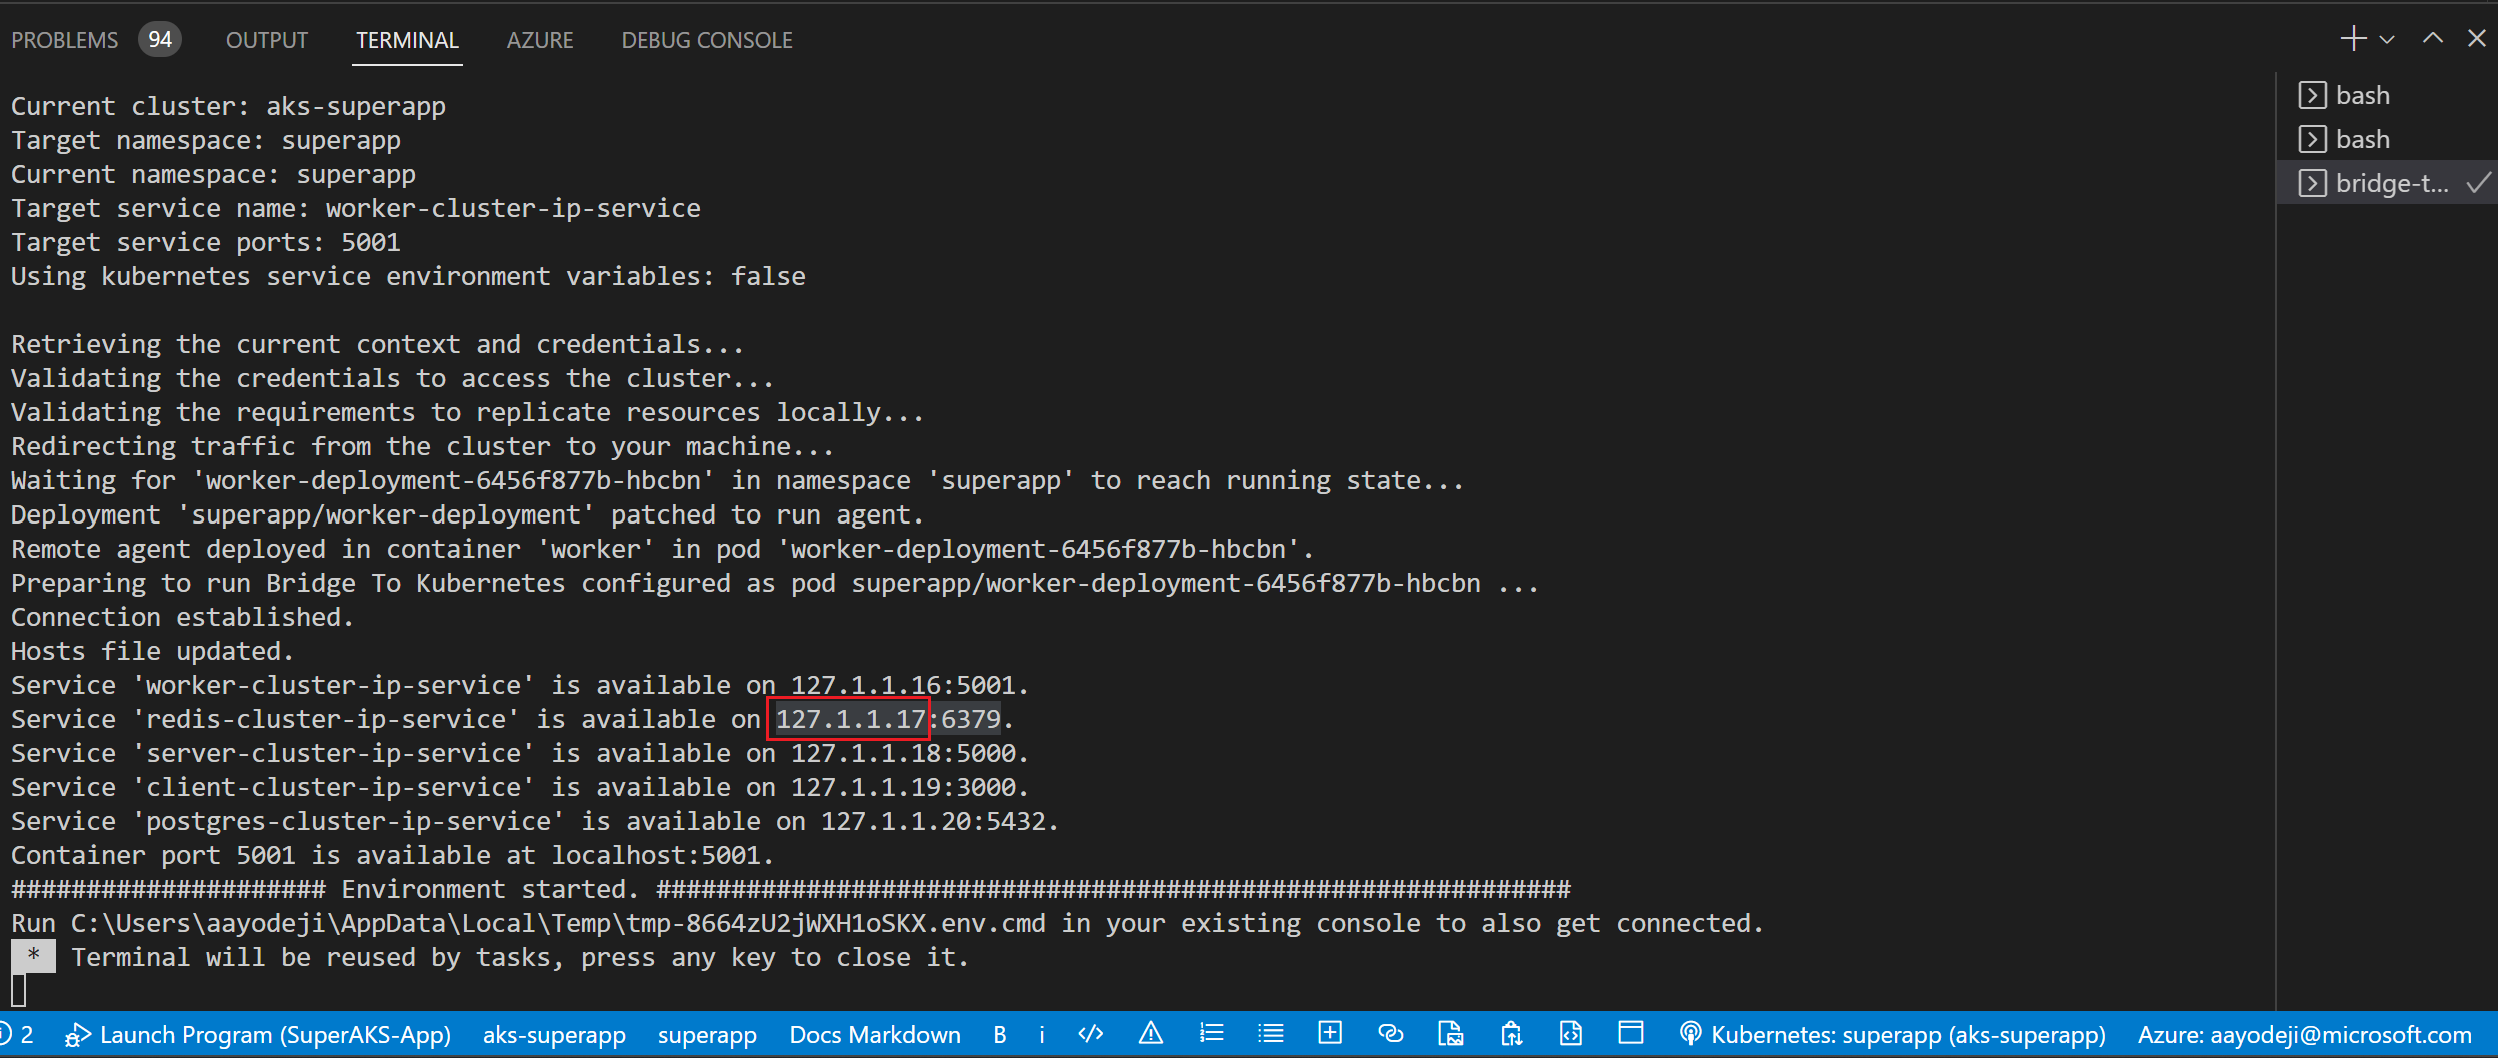 PROBLEMS 94 OUTPUT TERMINAL AZURE DEBUG CONSOLE
Current cluster: aks-superapp
Target namespace: superapp
Current namespace: superapp
Target service name: worker-cluster-ip-service
Target service ports: 5001
Using kubernetes service environment variables: false
Retrieving the current context and credentials...
Validating the credentials to access the cluster...
Validating the requirements to replicate resources locally...
Redirecting traffic from the cluster to your machine...
Waiting for 'worker-deployment-6456f877b-hbcbn' in namespace 'superapp' to reach running state...
Deployment 'superapp/worker-deployment' patched to run agent.
Remote agent deployed in container 'worker' in pod 'worker-deployment-6456f877b-hbcbn'.
Preparing to run Bridge To Kubernetes configured as pod superapp/worker-deployment-6456f877b-hbcbn ...
Connection established.
Hosts file updated.
Service 'worker-cluster-ip-service' is available on 127.1.1.16:5001.
Service 'redis-cluster-ip-service' is available on 127.1.1.17:6379.
Service 'server-cluster-ip-service' is available on 127.1.1.18:5000.
Service 'client-cluster-ip-service' is available on 127.1.1.19:3000.
Service 'postgres-cluster-ip-service' is available on 127.1.1.20:5432.
Container port 5001 is available at localhost:5001.
##################### Environment started. #############################################################
Run C:\Users\aayodeji\AppData\Local\Temp\tmp-8664zU2jWXH1oSKX.env.cmd in your existing console to also get connected.
* Terminal will be reused by tasks, press any key to close it.
bash
bash
bridge-t...
2 Launch Program (SuperAKS-App) aks-superapp superapp Docs Markdown B i </> Kubernetes: superapp (aks-superapp) Azure: aayodeji@microsoft.com